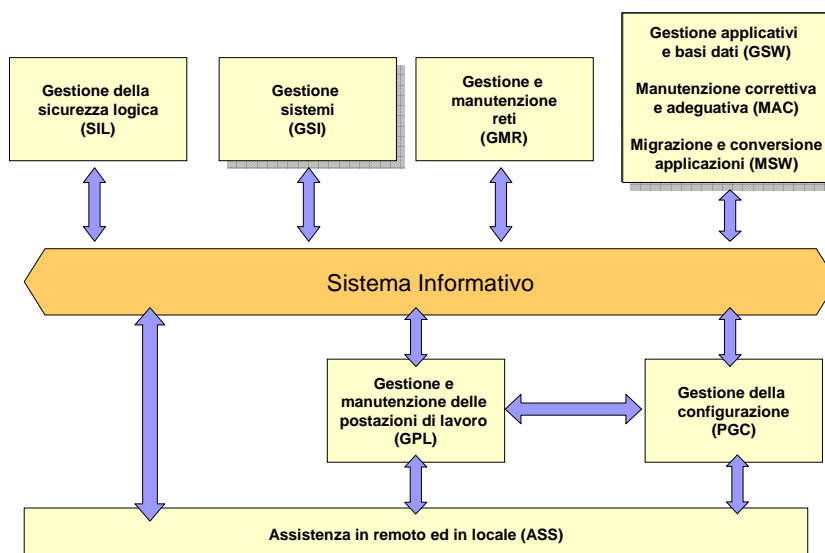 Gestione della
sicurezza logica
(SIL)
Gestione
sistemi
(GSI)
Gestione e
manutenzione
reti
(GMR)
Gestione applicativi
e basi dati (GSW)
Manutenzione correttiva
e adeguativa (MAC)
Migrazione e conversione
applicazioni (MSW)
Sistema Informativo
Gestione e
manutenzione delle
postazioni di lavoro
(GPL)
Gestione della
configurazione
(PGC)
Assistenza in remoto ed in locale (ASS)